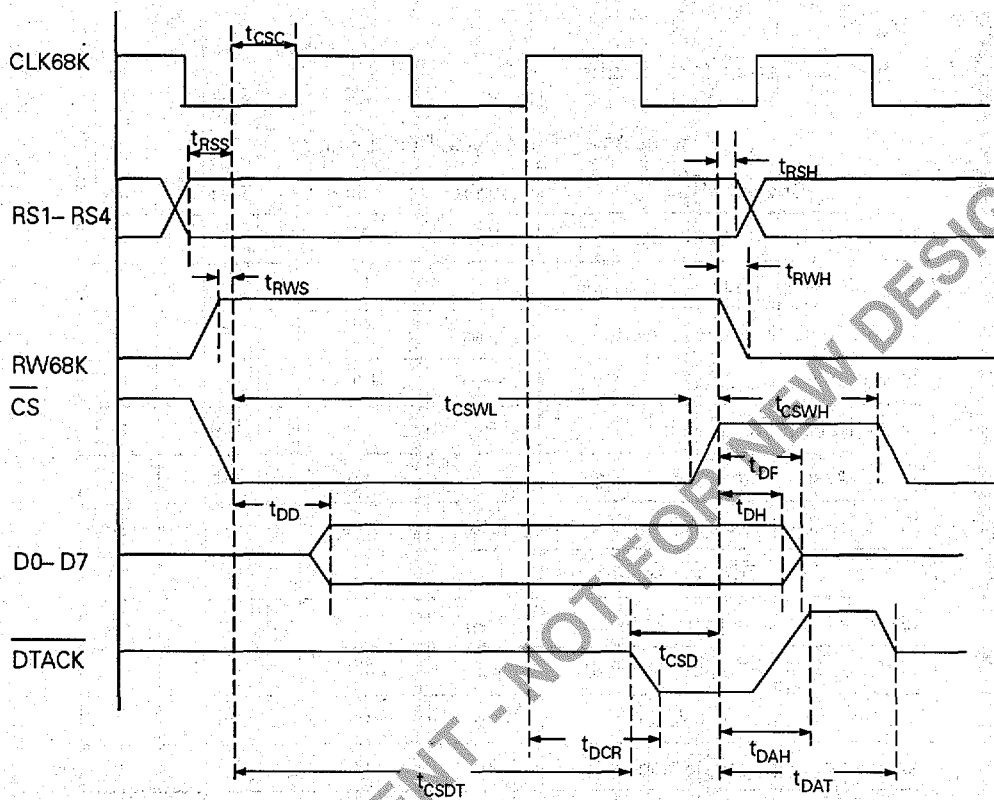 CLK68K
tCSC
tRSS
tRSH
RS1–RS4
tRWS
tRWH
RW68K
CS
tCSWL
tCSWH
tDF
tDD
tDH
D0–D7
DTACK
tCSD
tDCR
tDAH
tCSDT
tDAT
ENT - NOT FOR NEW DESIG